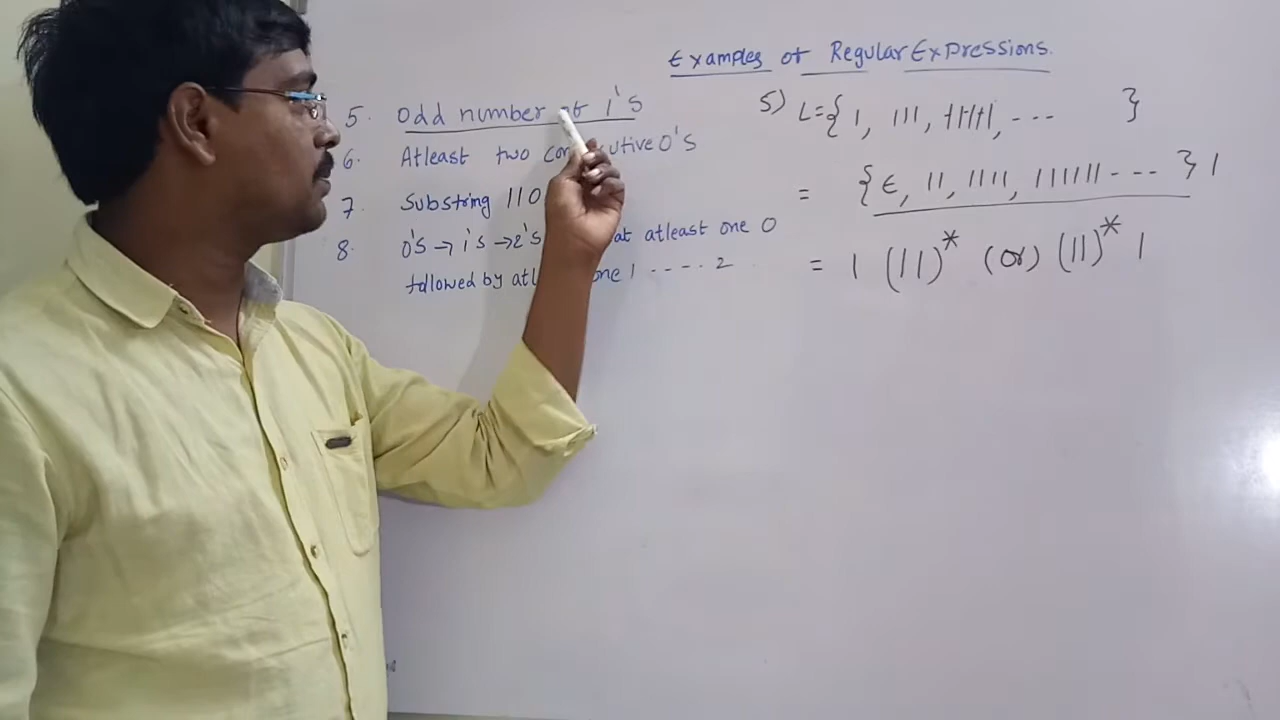 Examples of Regular Expressions.
5. Odd number of 1's
6. Atleast two consecutive 0's
7. Substring 110
8. 0's → 1's → 2's at atleast one 0
followed by atl one 1 ---- 2
5) L={ 1, 111, 11111, --- }
= {ϵ, 11, 1111, 111111 --- } 1
= 1 (11)* (or) (11)* 1